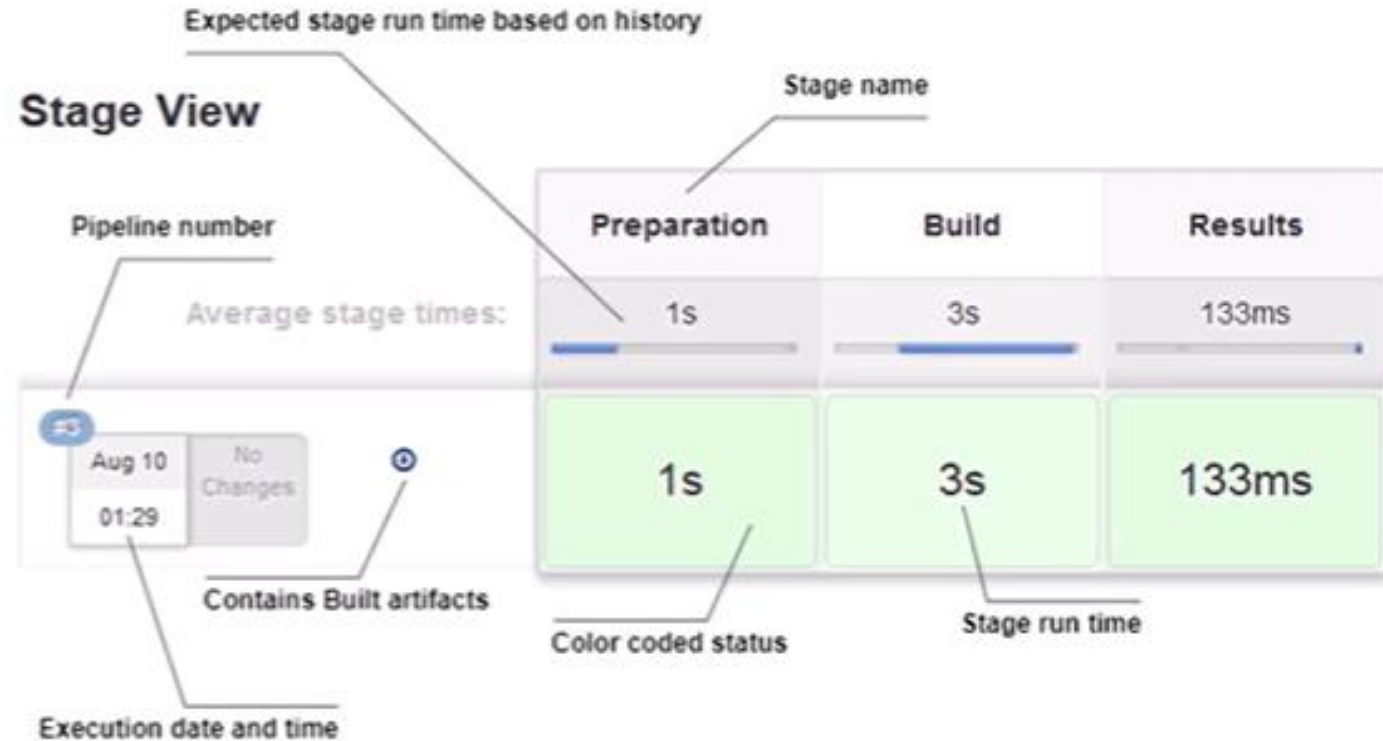 Expected stage run time based on history
Stage name
Stage View
Pipeline number
Preparation Build Results
Average stage times: 1s 3s 133ms
Aug 10 No
Changes
01:29
1s 3s 133ms
Contains Built artifacts
Color coded status
Stage run time
Execution date and time